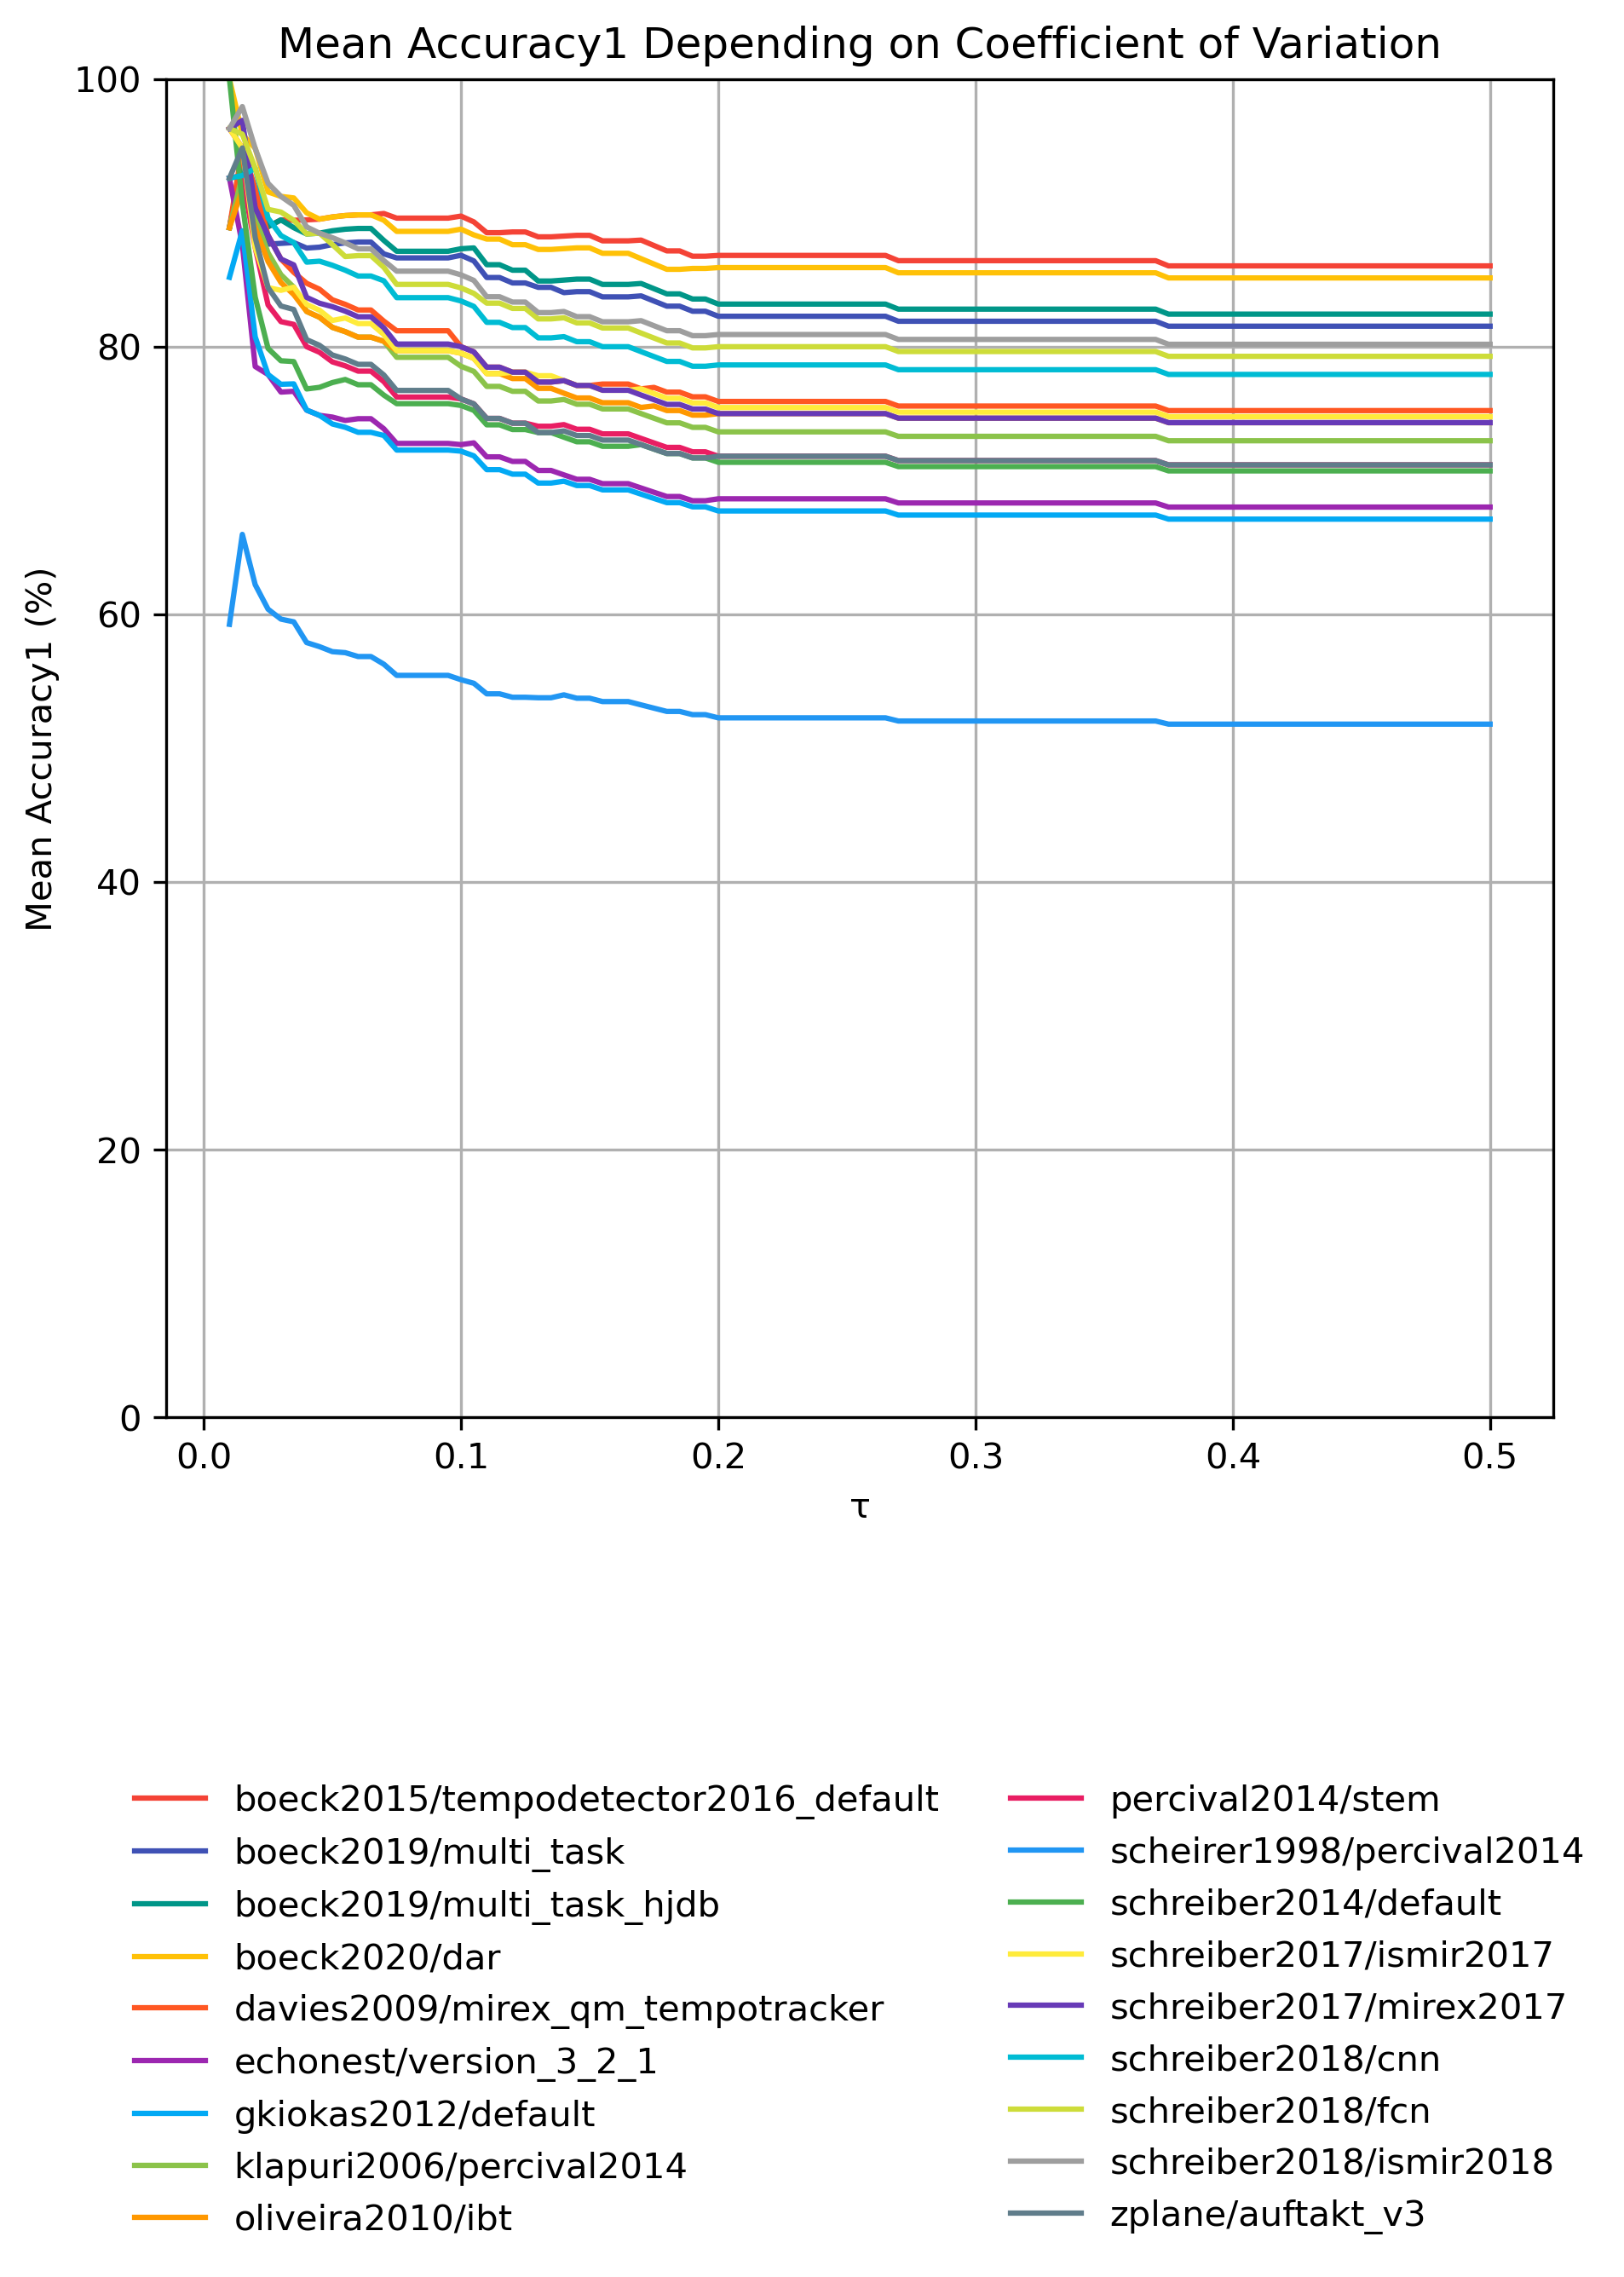 Mean Accuracy1 Depending on Coefficient of Variation
Mean Accuracy1 (%)
100
80
60
40
20
0
0.0 0.1 0.2 0.3 0.4 0.5
τ
boeck2015/tempodetector2016_default
boeck2019/multi_task
boeck2019/multi_task_hjdb
boeck2020/dar
davies2009/mirex_qm_tempotracker
echonest/version_3_2_1
gkiokas2012/default
klapuri2006/percival2014
oliveira2010/ibt
percival2014/stem
scheirer1998/percival2014
schreiber2014/default
schreiber2017/ismir2017
schreiber2017/mirex2017
schreiber2018/cnn
schreiber2018/fcn
schreiber2018/ismir2018
zplane/auftakt_v3